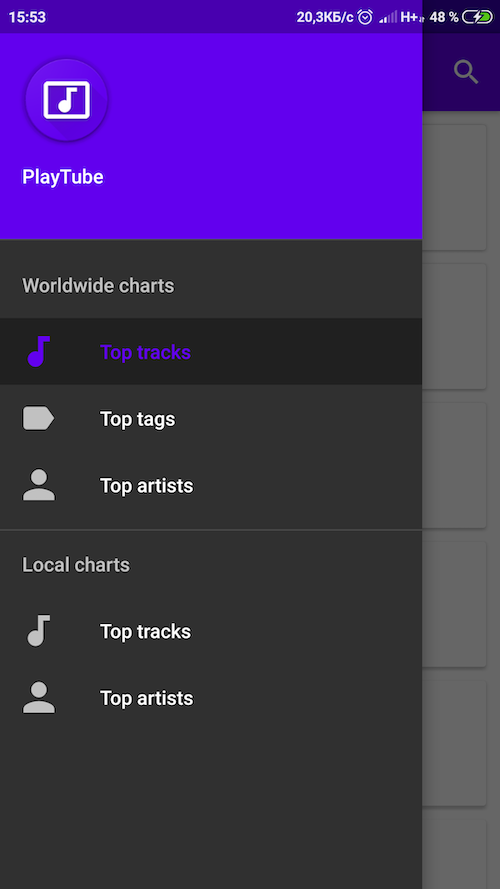 15:53 20,3КБ/с H+ 48 %
PlayTube
Worldwide charts
Top tracks
Top tags
Top artists
Local charts
Top tracks
Top artists